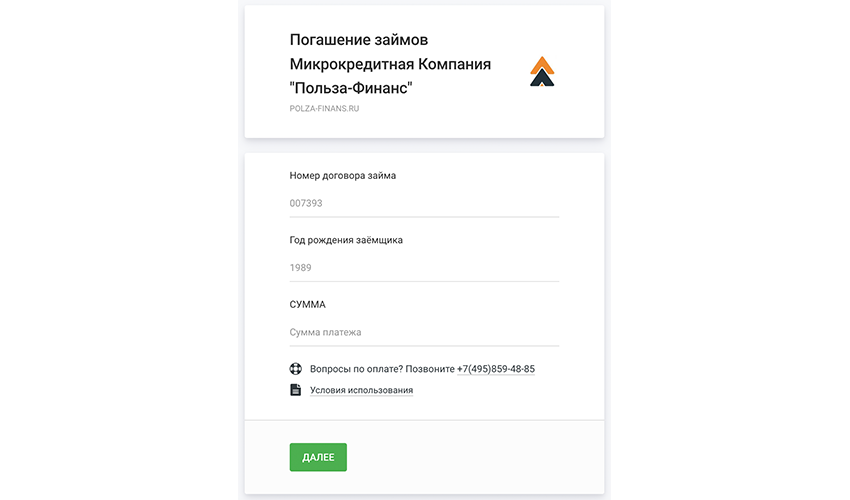 Погашение займов
Микрокредитная Компания
"Польза-Финанс"
POLZA-FINANS.RU
Номер договора займа
007393
Год рождения заёмщика
1989
СУММА
Сумма платежа
Вопросы по оплате? Позвоните +7(495)859-48-85
Условия использования
ДАЛЕЕ